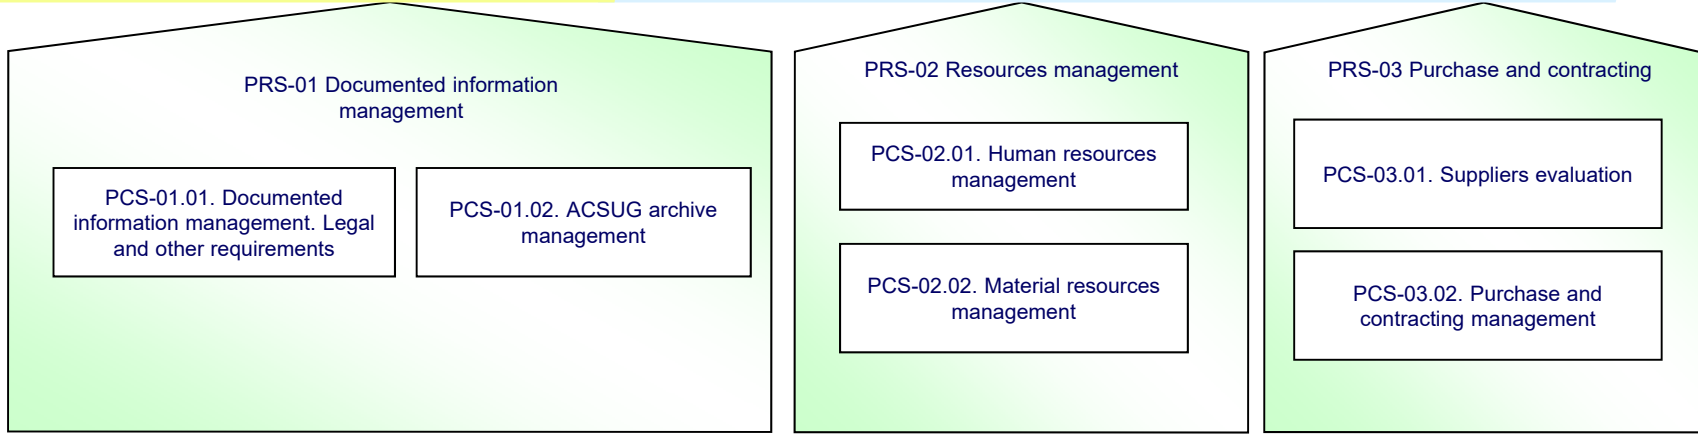 PRS-01 Documented information
management
PCS-01.01. Documented
information management. Legal
and other requirements
PCS-01.02. ACSUG archive
management
PRS-02 Resources management
PCS-02.01. Human resources
management
PCS-02.02. Material resources
management
PRS-03 Purchase and contracting
PCS-03.01. Suppliers evaluation
PCS-03.02. Purchase and
contracting management